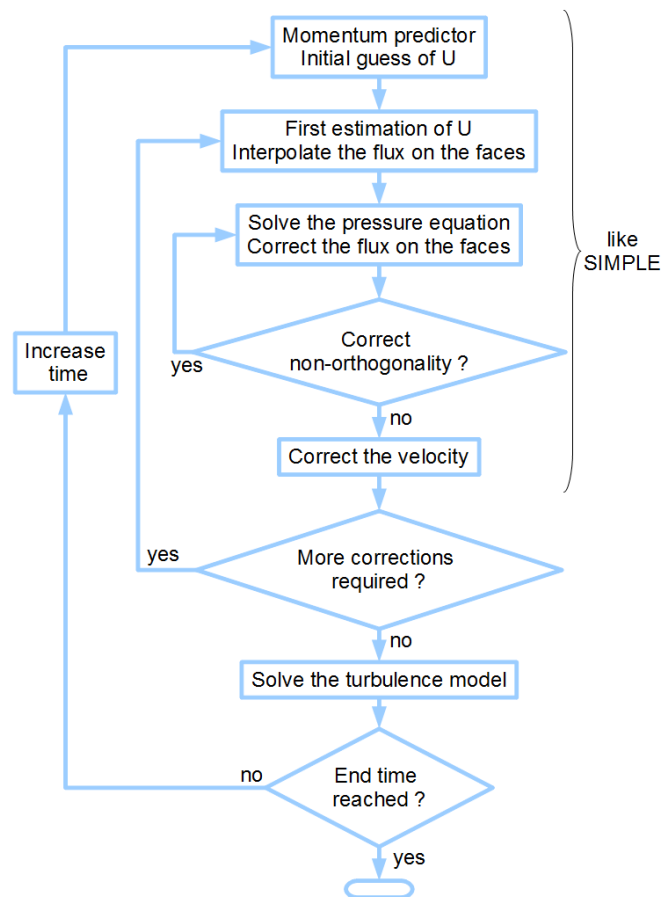 Momentum predictor
Initial guess of U
First estimation of U
Interpolate the flux on the faces
Solve the pressure equation
Correct the flux on the faces
like
SIMPLE
Increase
time
Correct
non-orthogonality ?
yes
no
Correct the velocity
yes
More corrections
required ?
no
Solve the turbulence model
no
End time
reached ?
yes